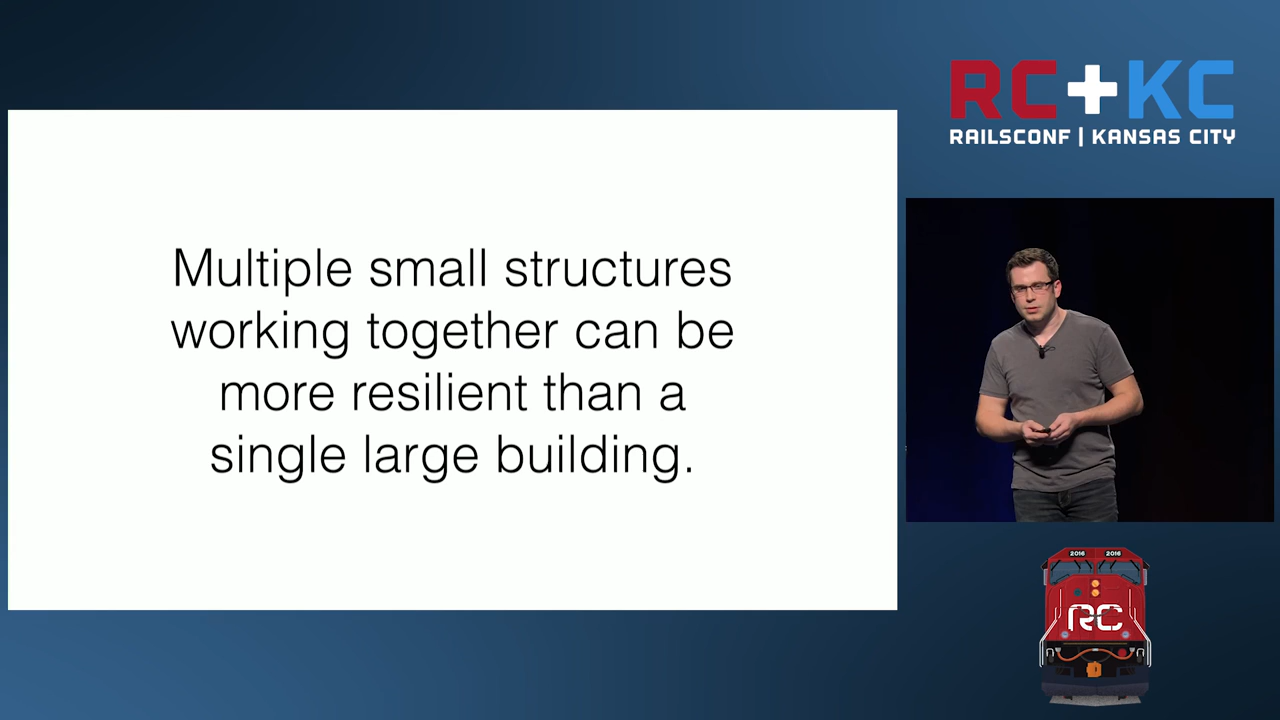 Multiple small structures
working together can be
more resilient than a
single large building.
RC+KC
RAILSCONF | KANSAS CITY
2016 2016
RC